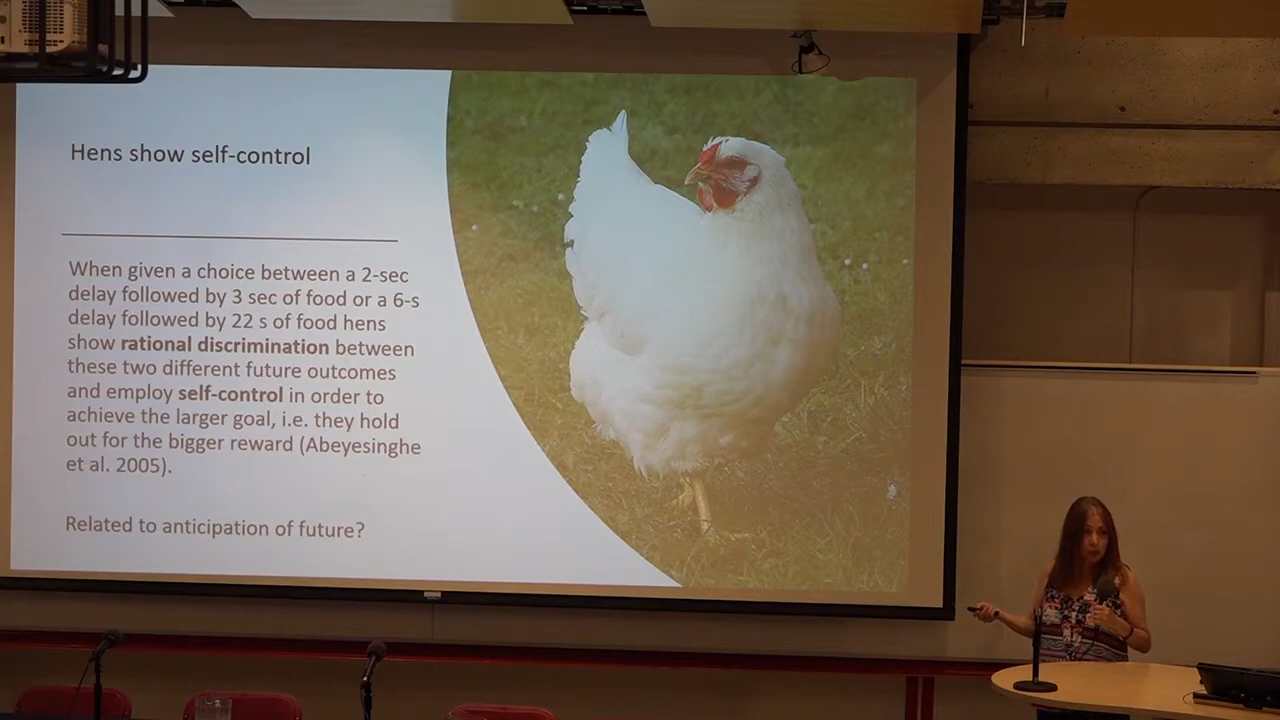 Hens show self-control
When given a choice between a 2-sec
delay followed by 3 sec of food or a 6-s
delay followed by 22 s of food hens
show rational discrimination between
these two different future outcomes
and employ self-control in order to
achieve the larger goal, i.e. they hold
out for the bigger reward (Abeyesinghe
et al. 2005).
Related to anticipation of future?